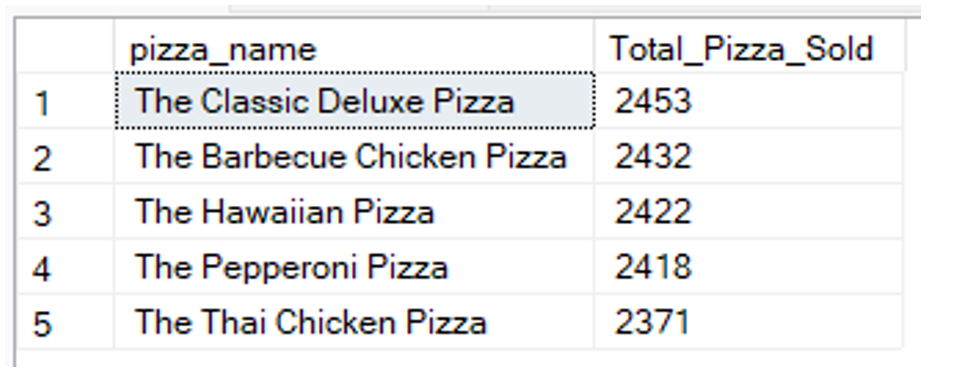 pizza_name Total_Pizza_Sold
1 The Classic Deluxe Pizza 2453
2 The Barbecue Chicken Pizza 2432
3 The Hawaiian Pizza 2422
4 The Pepperoni Pizza 2418
5 The Thai Chicken Pizza 2371